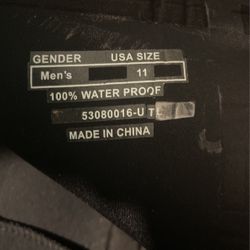 GENDER USA SIZE
Men's 11
100% WATER PROOF
53080016-U T
MADE IN CHINA